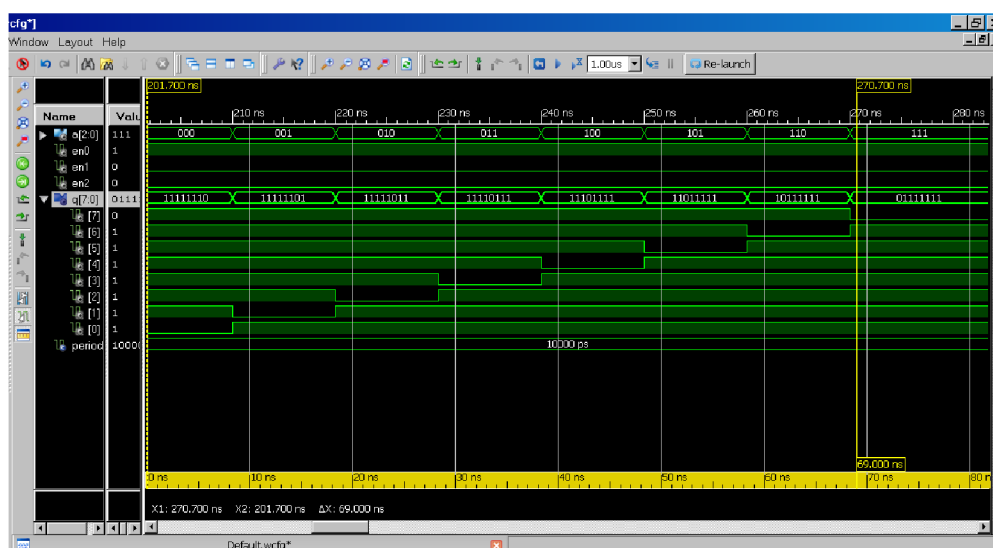 cfg*]
Window Layout Help
1.00us Re-launch
201.700 ns 270.700 ns
Name Valu
210 ns 220 ns 230 ns 240 ns 250 ns 260 ns 270 ns 280 ns
a[2:0] 111 000 001 010 011 100 101 110 111
en0 1
en1 0
en2 0
q[7:0] 0111 11111110 11111101 11111011 11110111 11101111 11011111 10111111 01111111
[7] 0
[6] 1
[5] 1
[4] 1
[3] 1
[2] 1
[1] 1
[0] 1
period 1000 10000 ps
69.000 ns
0 ns 10 ns 20 ns 30 ns 40 ns 50 ns 60 ns 70 ns 80 n
X1: 270.700 ns X2: 201.700 ns ΔX: 69.000 ns
Default.wcfg*